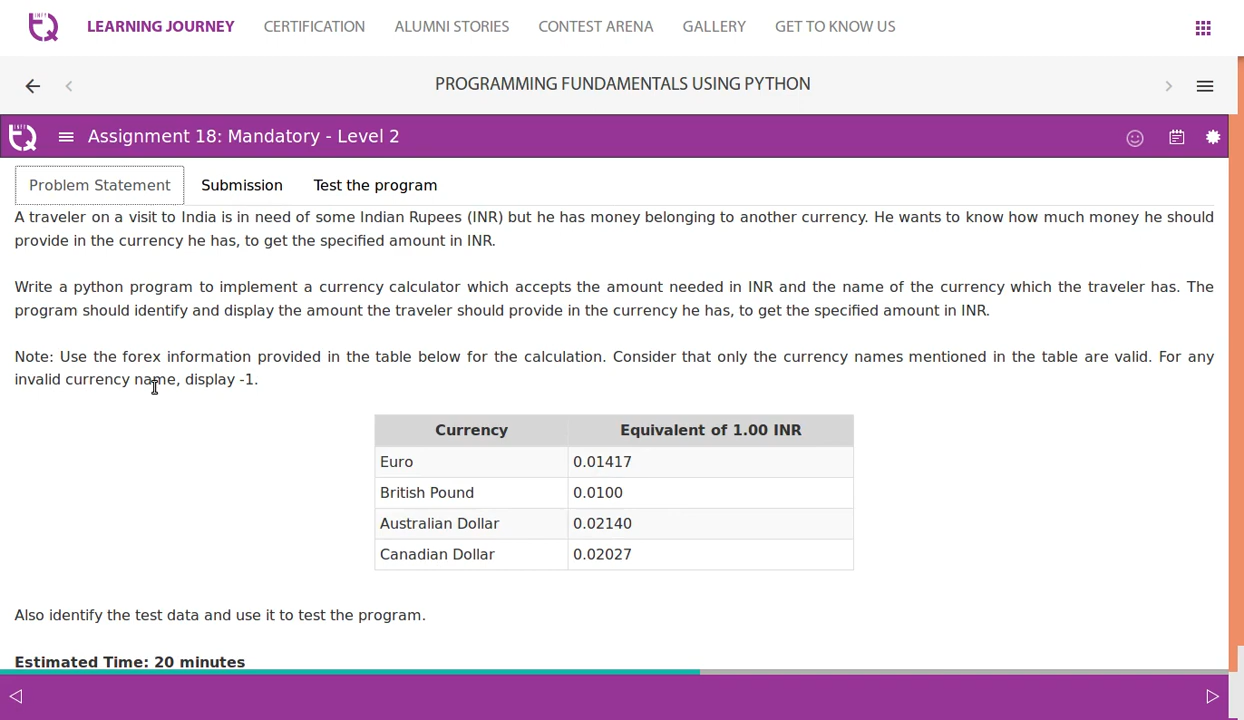 LEARNING JOURNEY CERTIFICATION ALUMNI STORIES CONTEST ARENA GALLERY GET TO KNOW US
PROGRAMMING FUNDAMENTALS USING PYTHON
Assignment 18: Mandatory - Level 2
Problem Statement Submission Test the program
A traveler on a visit to India is in need of some Indian Rupees (INR) but he has money belonging to another currency. He wants to know how much money he should
provide in the currency he has, to get the specified amount in INR.
Write a python program to implement a currency calculator which accepts the amount needed in INR and the name of the currency which the traveler has. The
program should identify and display the amount the traveler should provide in the currency he has, to get the specified amount in INR.
Note: Use the forex information provided in the table below for the calculation. Consider that only the currency names mentioned in the table are valid. For any
invalid currency name, display -1.
Currency Equivalent of 1.00 INR
Euro 0.01417
British Pound 0.0100
Australian Dollar 0.02140
Canadian Dollar 0.02027
Also identify the test data and use it to test the program.
Estimated Time: 20 minutes